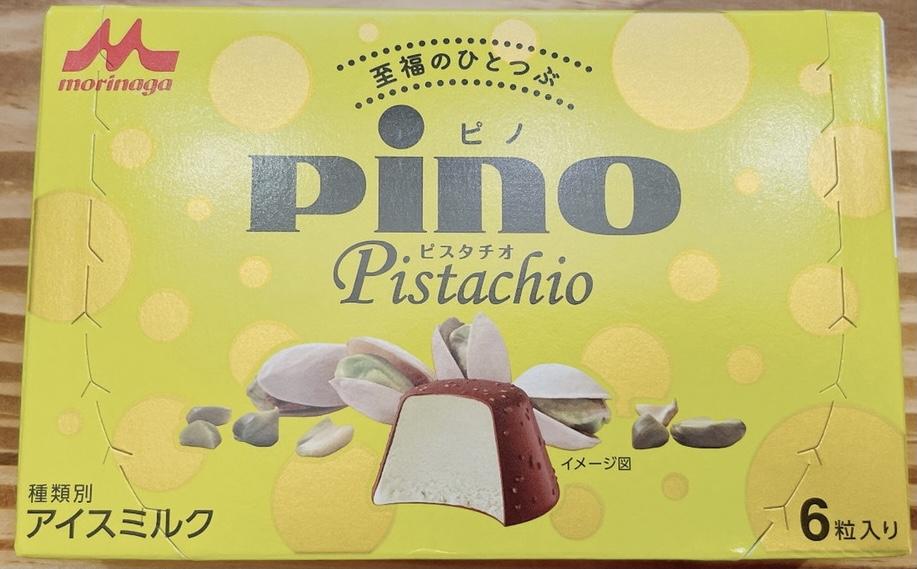 morinaga
至福のひとつぶ
ピノ
pino
ピスタチオ
Pistachio
イメージ図
種類別
アイスミルク
6粒入り